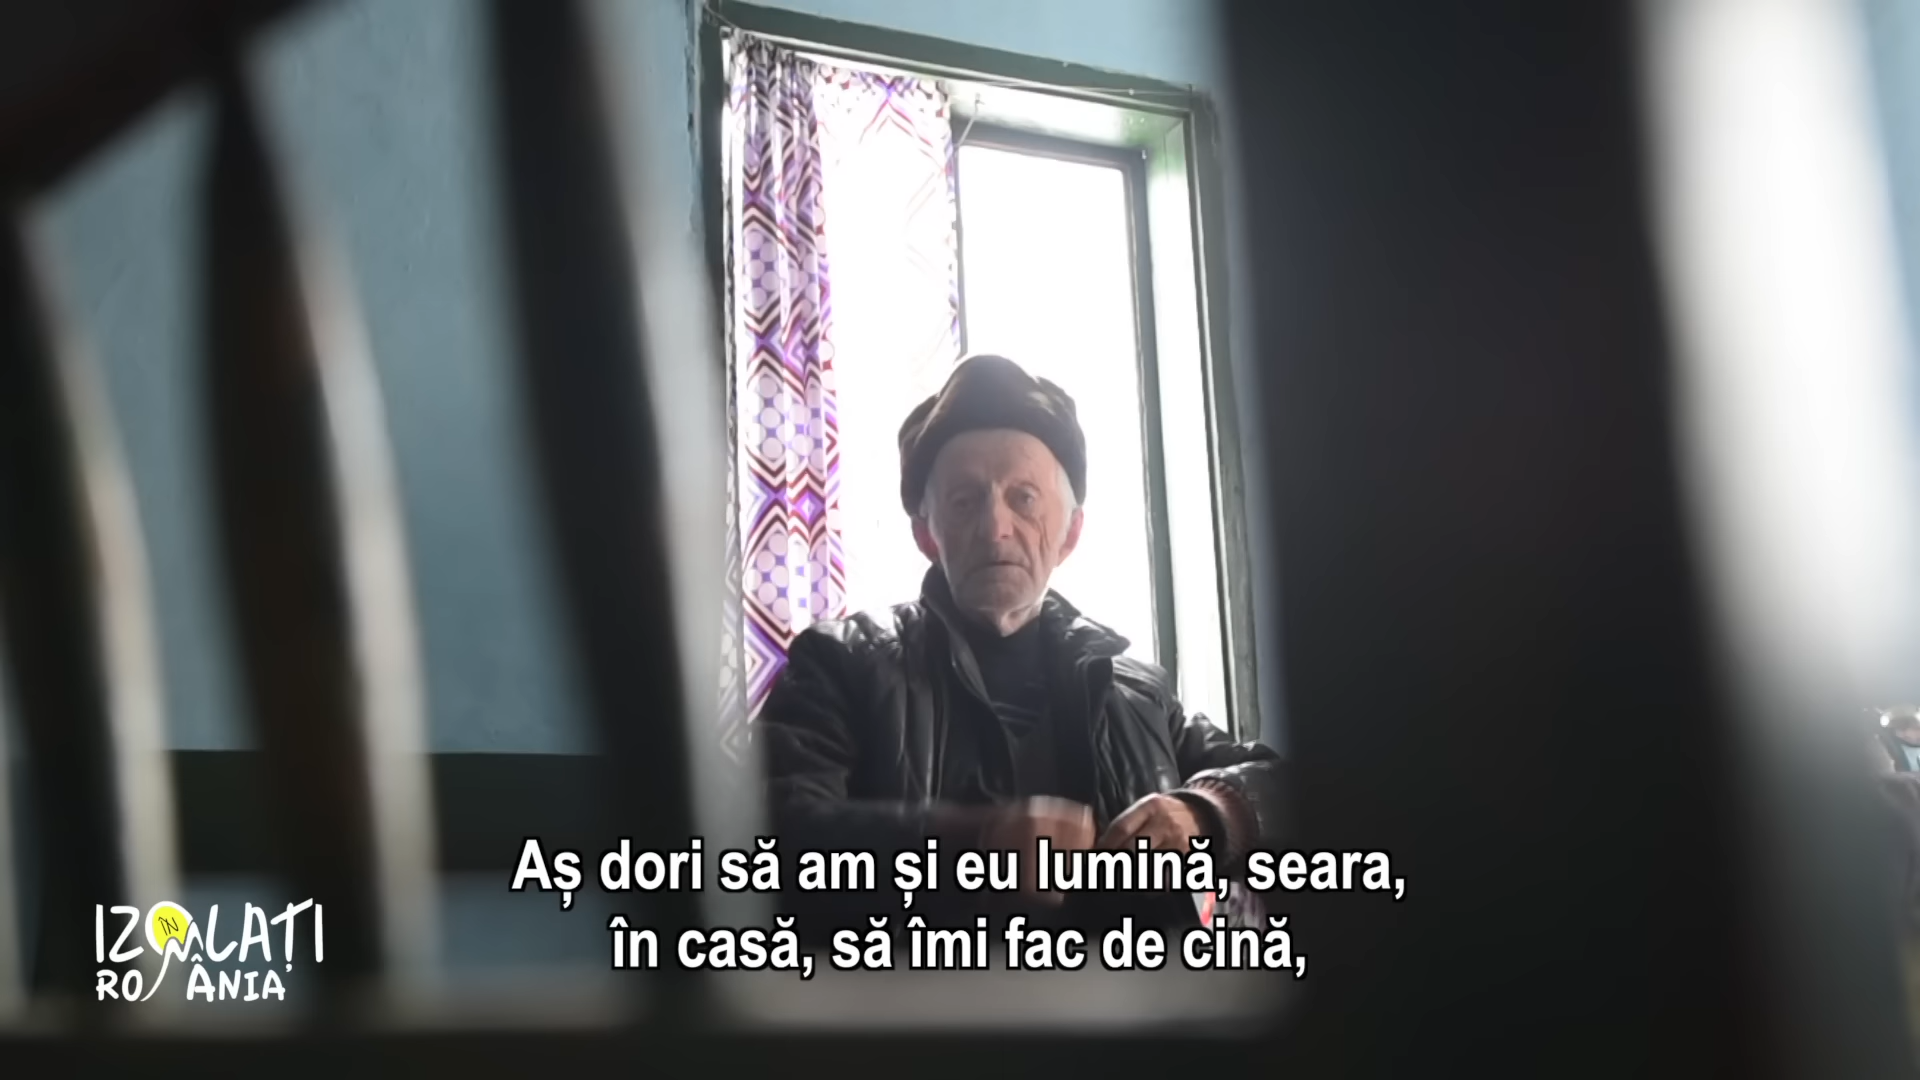 Aș dori să am și eu lumină, seara,
în casă, să îmi fac de cină,
IZOLAȚI
ÎN
ROMÂNIA